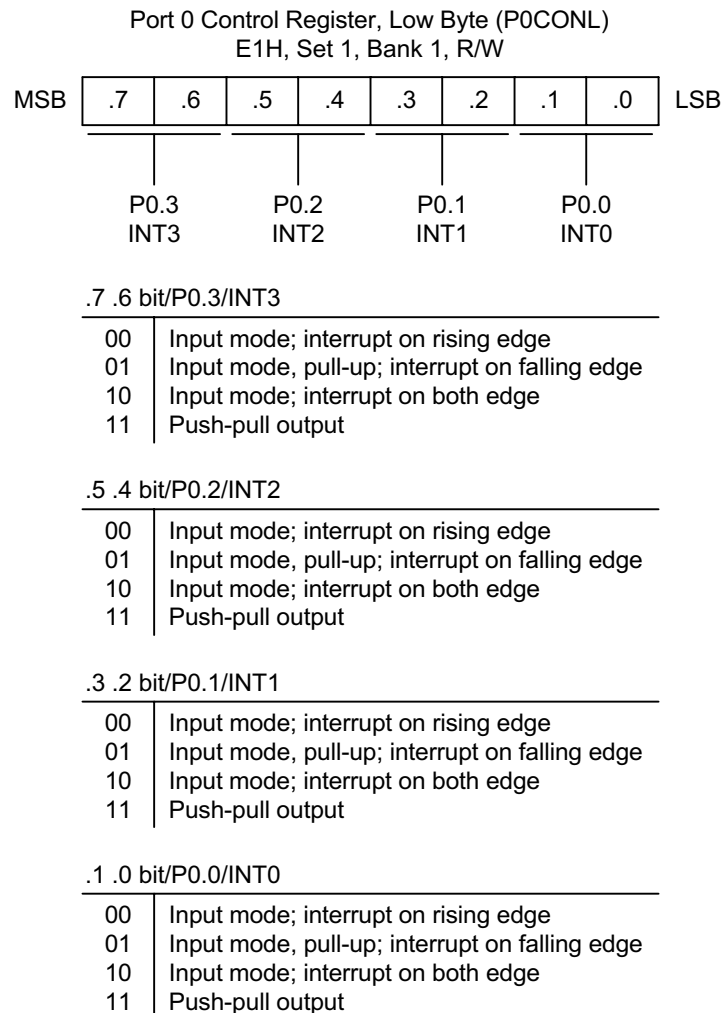 Port 0 Control Register, Low Byte (P0CONL)
E1H, Set 1, Bank 1, R/W
MSB .7 .6 .5 .4 .3 .2 .1 .0 LSB
P0.3 P0.2 P0.1 P0.0
INT3 INT2 INT1 INT0
.7 .6 bit/P0.3/INT3
00 Input mode; interrupt on rising edge
01 Input mode, pull-up; interrupt on falling edge
10 Input mode; interrupt on both edge
11 Push-pull output
.5 .4 bit/P0.2/INT2
00 Input mode; interrupt on rising edge
01 Input mode, pull-up; interrupt on falling edge
10 Input mode; interrupt on both edge
11 Push-pull output
.3 .2 bit/P0.1/INT1
00 Input mode; interrupt on rising edge
01 Input mode, pull-up; interrupt on falling edge
10 Input mode; interrupt on both edge
11 Push-pull output
.1 .0 bit/P0.0/INT0
00 Input mode; interrupt on rising edge
01 Input mode, pull-up; interrupt on falling edge
10 Input mode; interrupt on both edge
11 Push-pull output